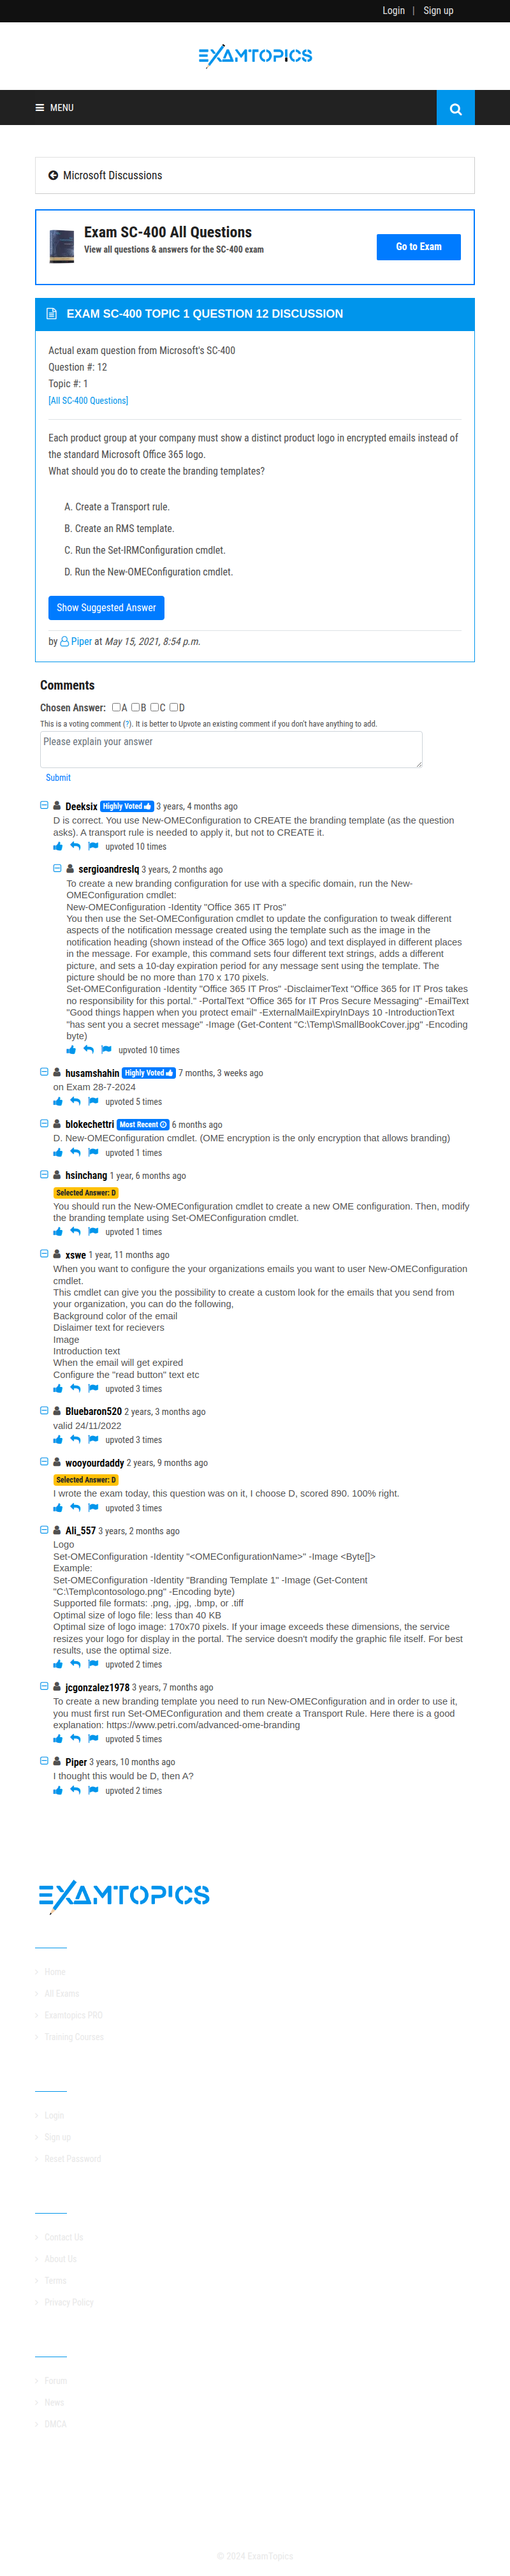 Login | Sign up
EXAMTOPICS
MENU
Microsoft Discussions
Exam SC-400 All Questions
View all questions & answers for the SC-400 exam
Go to Exam
EXAM SC-400 TOPIC 1 QUESTION 12 DISCUSSION
Actual exam question from Microsoft's SC-400
Question #: 12
Topic #: 1
[All SC-400 Questions]
Each product group at your company must show a distinct product logo in encrypted emails instead of
the standard Microsoft Office 365 logo.
What should you do to create the branding templates?
A. Create a Transport rule.
B. Create an RMS template.
C. Run the Set-IRMConfiguration cmdlet.
D. Run the New-OMEConfiguration cmdlet.
Show Suggested Answer
by Piper at May 15, 2021, 8:54 p.m.
Comments
Chosen Answer: A B C D
This is a voting comment (?). It is better to Upvote an existing comment if you don't have anything to add.
Please explain your answer
Submit
Deeksix Highly Voted 3 years, 4 months ago
D is correct. You use New-OMEConfiguration to CREATE the branding template (as the question
asks). A transport rule is needed to apply it, but not to CREATE it.
upvoted 10 times
sergioandreslq 3 years, 2 months ago
To create a new branding configuration for use with a specific domain, run the New-
OMEConfiguration cmdlet:
New-OMEConfiguration -Identity "Office 365 IT Pros"
You then use the Set-OMEConfiguration cmdlet to update the configuration to tweak different
aspects of the notification message created using the template such as the image in the
notification heading (shown instead of the Office 365 logo) and text displayed in different places
in the message. For example, this command sets four different text strings, adds a different
picture, and sets a 10-day expiration period for any message sent using the template. The
picture should be no more than 170 x 170 pixels.
Set-OMEConfiguration -Identity "Office 365 IT Pros" -DisclaimerText "Office 365 for IT Pros takes
no responsibility for this portal." -PortalText "Office 365 for IT Pros Secure Messaging" -EmailText
"Good things happen when you protect email" -ExternalMailExpiryInDays 10 -IntroductionText
"has sent you a secret message" -Image (Get-Content "C:\Temp\SmallBookCover.jpg" -Encoding
byte)
upvoted 10 times
husamshahin Highly Voted 7 months, 3 weeks ago
on Exam 28-7-2024
upvoted 5 times
blokechettri Most Recent 6 months ago
D. New-OMEConfiguration cmdlet. (OME encryption is the only encryption that allows branding)
upvoted 1 times
hsinchang 1 year, 6 months ago
Selected Answer: D
You should run the New-OMEConfiguration cmdlet to create a new OME configuration. Then, modify
the branding template using Set-OMEConfiguration cmdlet.
upvoted 1 times
xswe 1 year, 11 months ago
When you want to configure the your organizations emails you want to user New-OMEConfiguration
cmdlet.
This cmdlet can give you the possibility to create a custom look for the emails that you send from
your organization, you can do the following,
Background color of the email
Dislaimer text for recievers
Image
Introduction text
When the email will get expired
Configure the "read button" text etc
upvoted 3 times
Bluebaron520 2 years, 3 months ago
valid 24/11/2022
upvoted 3 times
wooyourdaddy 2 years, 9 months ago
Selected Answer: D
I wrote the exam today, this question was on it, I choose D, scored 890. 100% right.
upvoted 3 times
Ali_557 3 years, 2 months ago
Logo
Set-OMEConfiguration -Identity "<OMEConfigurationName>" -Image <Byte[]>
Example:
Set-OMEConfiguration -Identity "Branding Template 1" -Image (Get-Content
"C:\Temp\contosologo.png" -Encoding byte)
Supported file formats: .png, .jpg, .bmp, or .tiff
Optimal size of logo file: less than 40 KB
Optimal size of logo image: 170x70 pixels. If your image exceeds these dimensions, the service
resizes your logo for display in the portal. The service doesn't modify the graphic file itself. For best
results, use the optimal size.
upvoted 2 times
jcgonzalez1978 3 years, 7 months ago
To create a new branding template you need to run New-OMEConfiguration and in order to use it,
you must first run Set-OMEConfiguration and them create a Transport Rule. Here there is a good
explanation: https://www.petri.com/advanced-ome-branding
upvoted 5 times
Piper 3 years, 10 months ago
I thought this would be D, then A?
upvoted 2 times
EXAMTOPICS
Home
All Exams
Examtopics PRO
Training Courses
Login
Sign up
Reset Password
Contact Us
About Us
Terms
Privacy Policy
Forum
News
DMCA
© 2024 ExamTopics